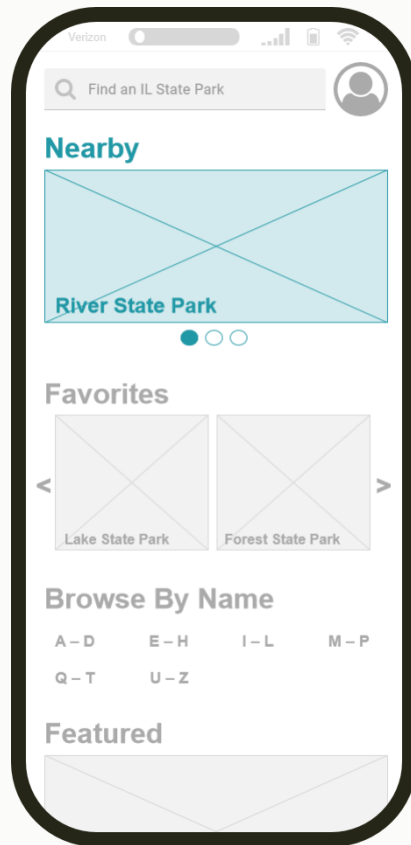 Verizon
Find an IL State Park
Nearby
River State Park
Favorites
< >
Lake State Park Forest State Park
Browse By Name
A – D E – H I – L M – P
Q – T U – Z
Featured